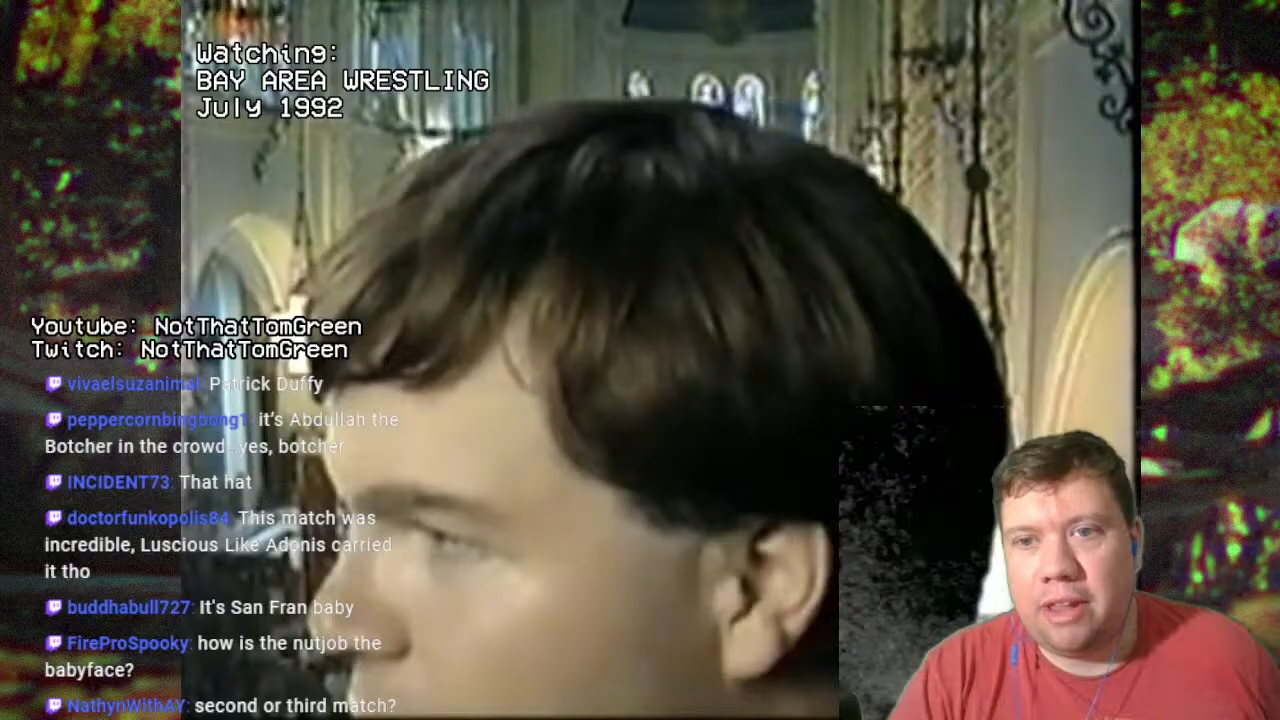 Watching:
BAY AREA WRESTLING
July 1992
Youtube: NotThatTomGreen
Twitch: NotThatTomGreen
vivaelsuzanimal: Patrick Duffy
peppercornbingbong1: it's Abdullah the
Botcher in the crowd. yes, botcher
INCIDENT73: That hat
doctorfunkopolis84: This match was
incredible, Luscious Like Adonis carried
it tho
buddhabull727: It's San Fran baby
FireProSpooky: how is the nutjob the
babyface?
NathynWithAY: second or third match?